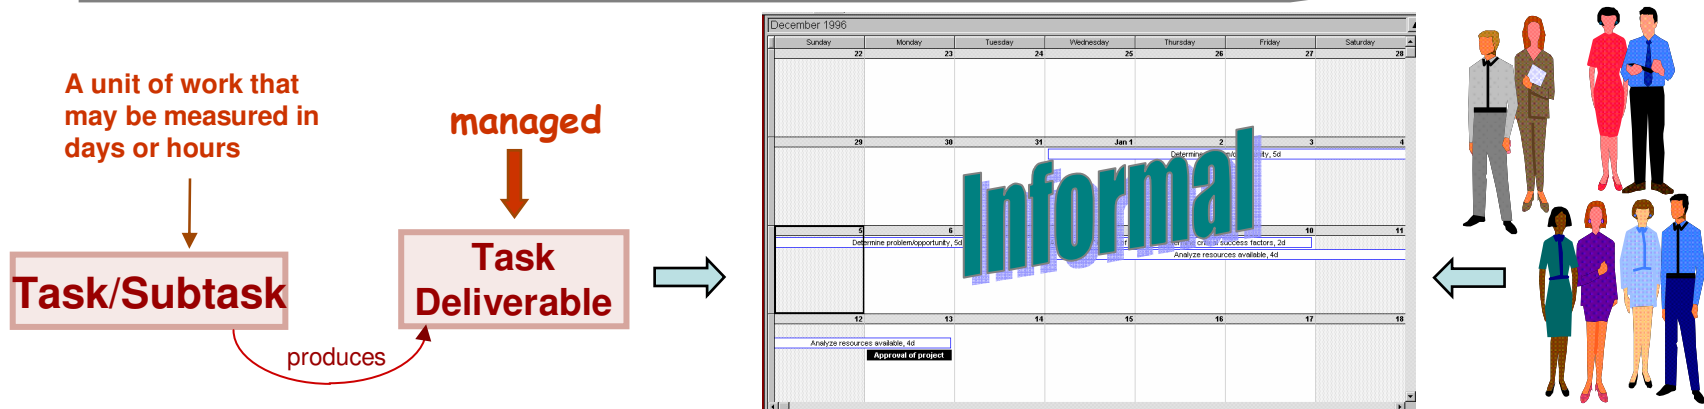 A unit of work that
may be measured in
days or hours
managed
Task/Subtask
Task
Deliverable
produces
December 1996
Sunday Monday Tuesday Wednesday Thursday Friday Saturday
22 23 24 25 26 27 28
29 30 31 Jan 1 2 3 4
5d
Informal
5 6 10 11
Determine problem/opportunity, 5d
success factors, 2d
Analyze resources available, 4d
12 13 14 15 16 17 18
Analyze resources available, 4d
Approval of project